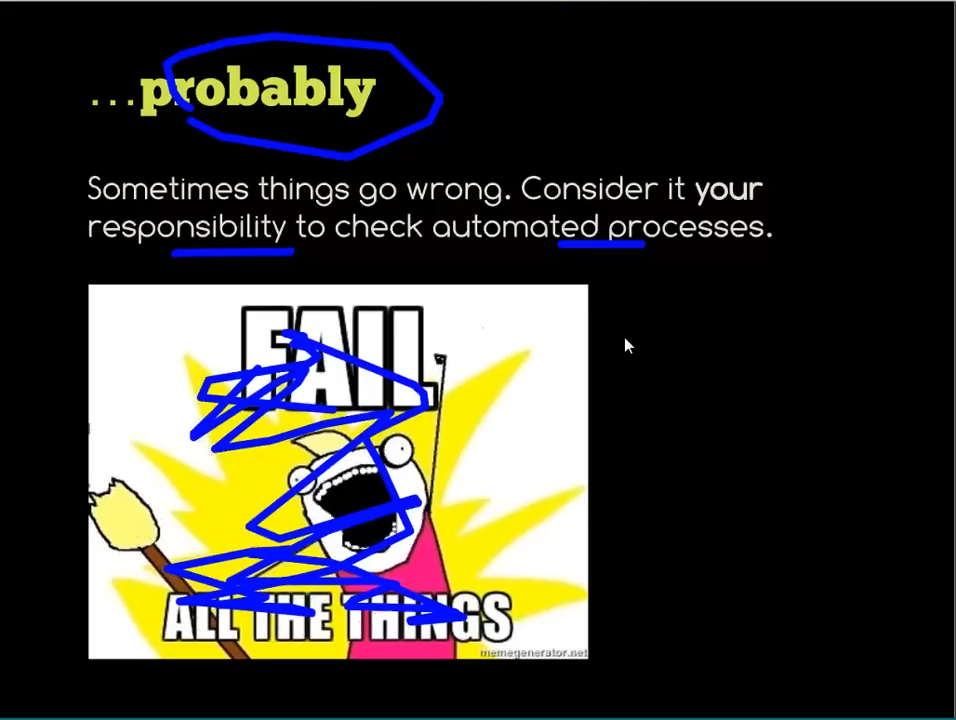 ...probably
Sometimes things go wrong. Consider it your
responsibility to check automated processes.
FAIL
ALL THE THINGS
memegenerator.net